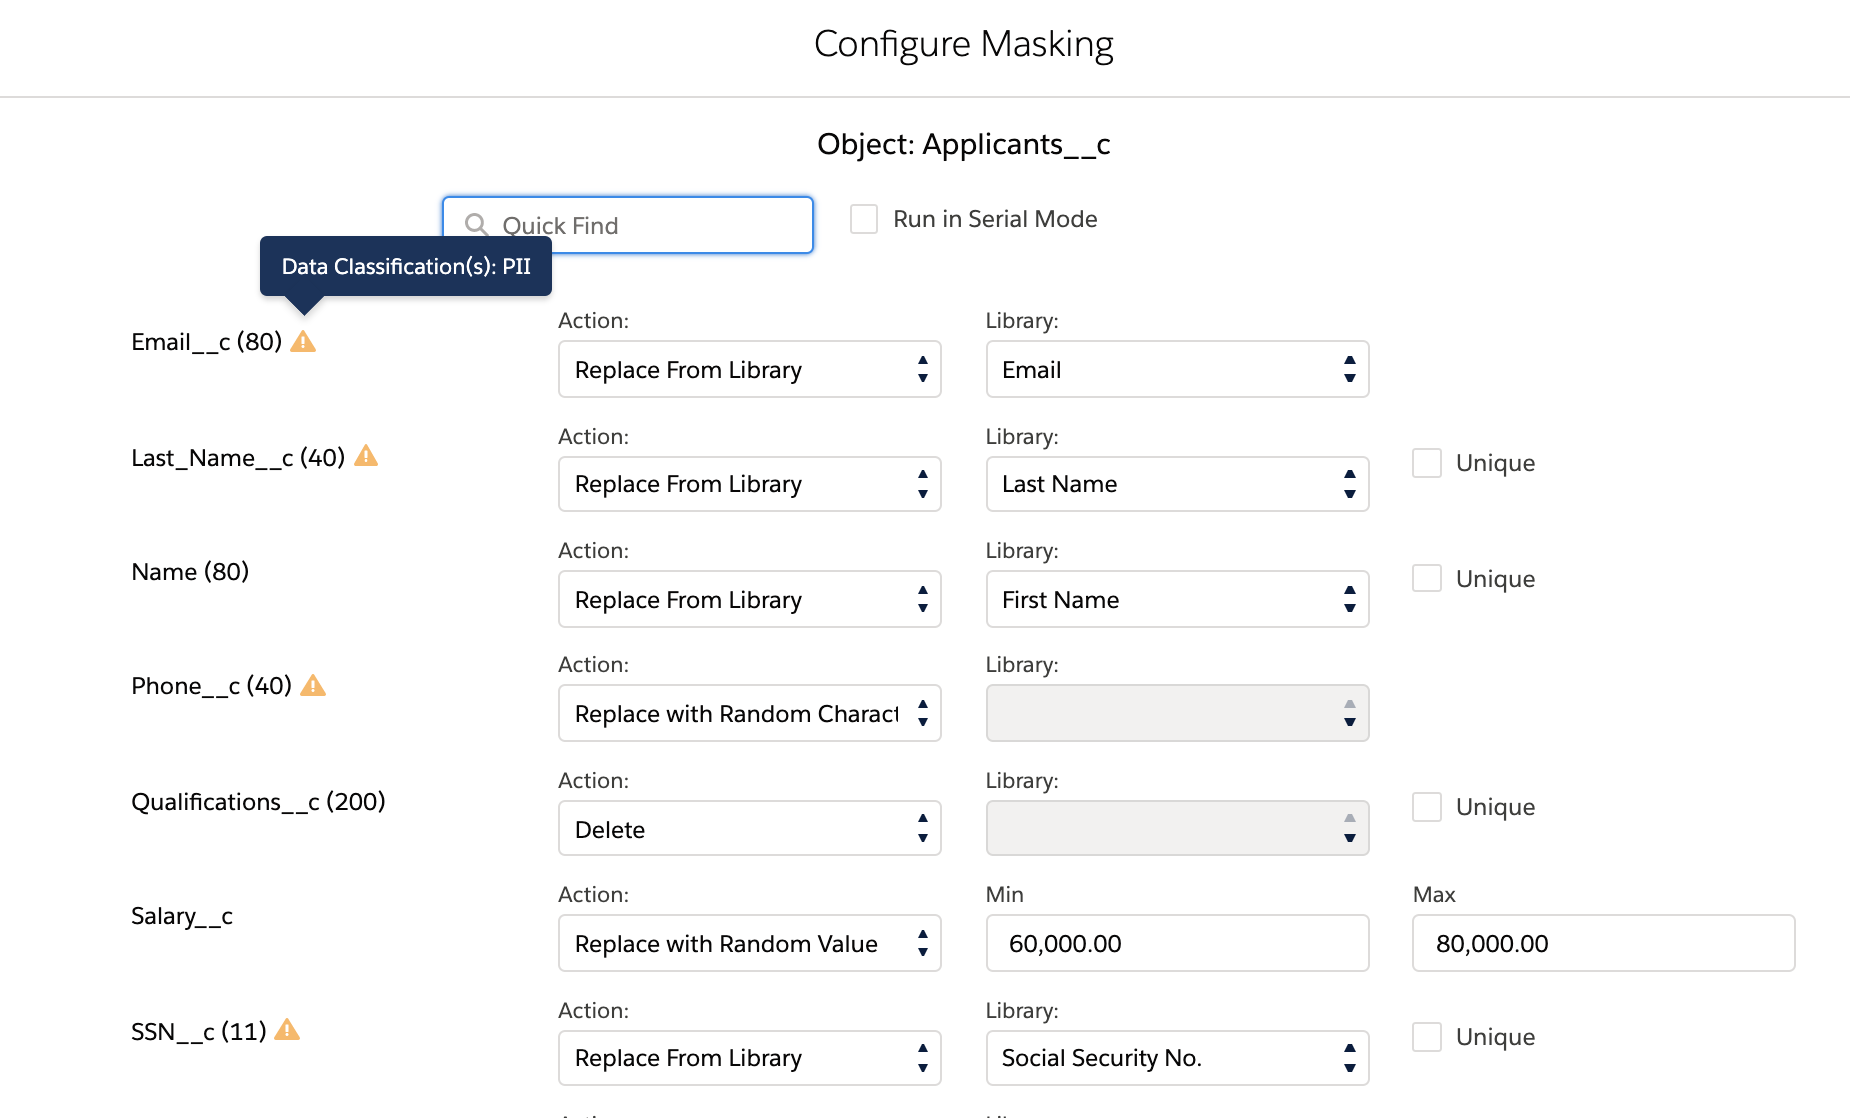 Configure Masking
Object: Applicants__c
Quick Find
Run in Serial Mode
Data Classification(s): PII
Email__c (80)
Action:
Replace From Library
Library:
Email
Last_Name__c (40)
Action:
Replace From Library
Library:
Last Name
Unique
Name (80)
Action:
Replace From Library
Library:
First Name
Unique
Phone__c (40)
Action:
Replace with Random Charact
Library:
Qualifications__c (200)
Action:
Delete
Library:
Unique
Salary__c
Action:
Replace with Random Value
Min
60,000.00
Max
80,000.00
SSN__c (11)
Action:
Replace From Library
Library:
Social Security No.
Unique